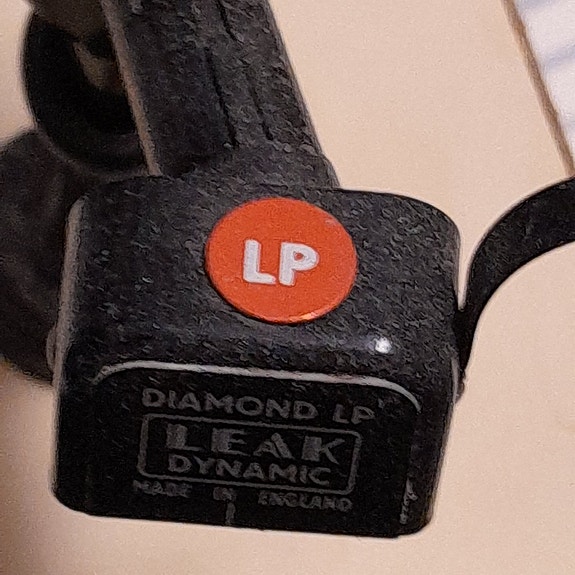 LP
DIAMOND LP
LEAK
DYNAMIC
MADE IN ENGLAND